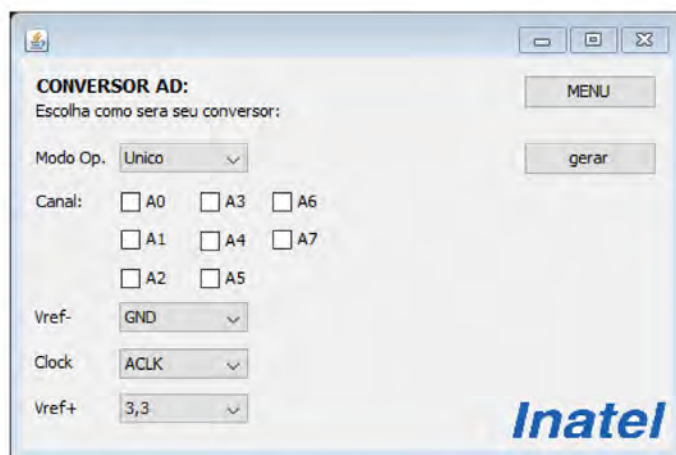 CONVERSOR AD:
MENU
Escolha como sera seu conversor:
Modo Op. Unico
gerar
Canal: A0 A3 A6
A1 A4 A7
A2 A5
Vref- GND
Clock ACLK
Vref+ 3,3
Inatel